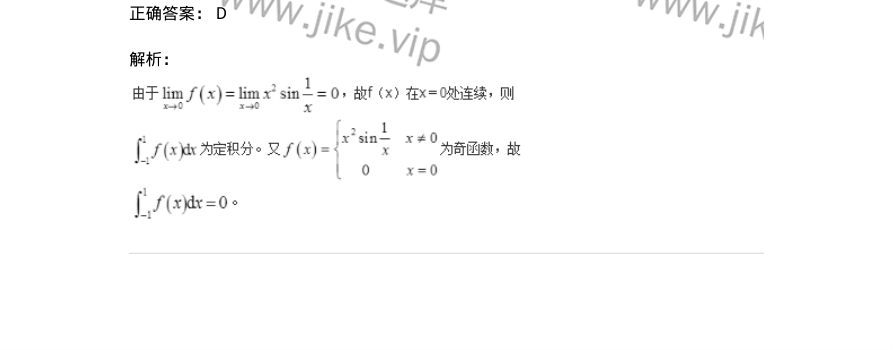 正确答案： D
www.jike.vip
www.jik
解析：
由于 lim_{x→0} f(x) = lim_{x→0} x² sin 1/x = 0，故f（x）在x＝0处连续，则
∫_{-1}^{1} f(x)dx 为定积分。又 f(x) = { x² sin 1/x  x ≠ 0
0  x = 0 为奇函数，故
∫_{-1}^{1} f(x)dx = 0。